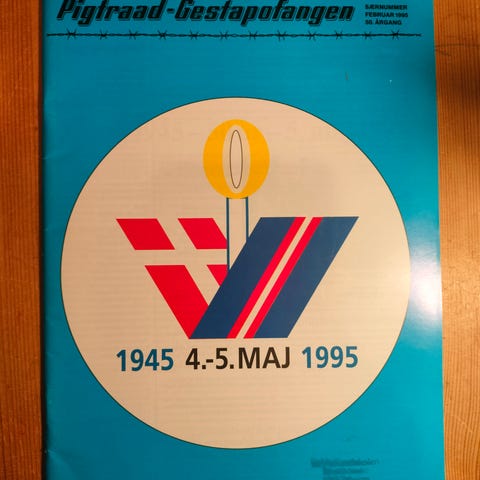 Pigtraad-Gestapofangen
SÆRNUMMER
FEBRUAR 1995
50. ÅRGANG
1945 4.-5. MAJ 1995